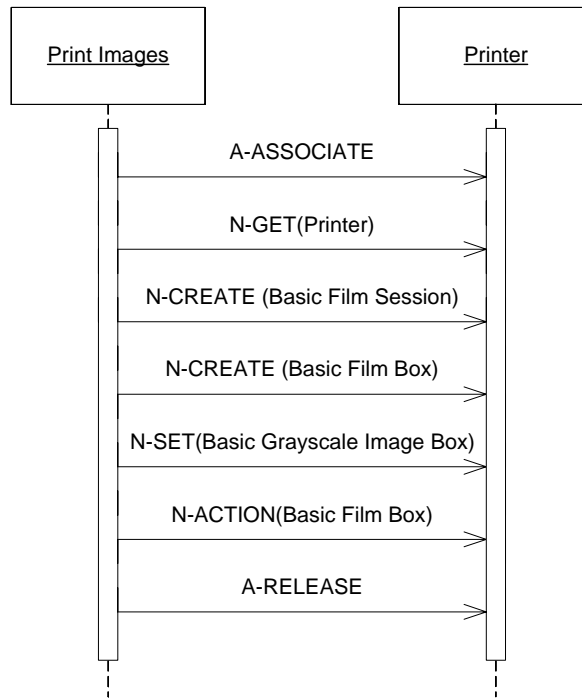 Print Images
Printer
A-ASSOCIATE
N-GET(Printer)
N-CREATE (Basic Film Session)
N-CREATE (Basic Film Box)
N-SET(Basic Grayscale Image Box)
N-ACTION(Basic Film Box)
A-RELEASE